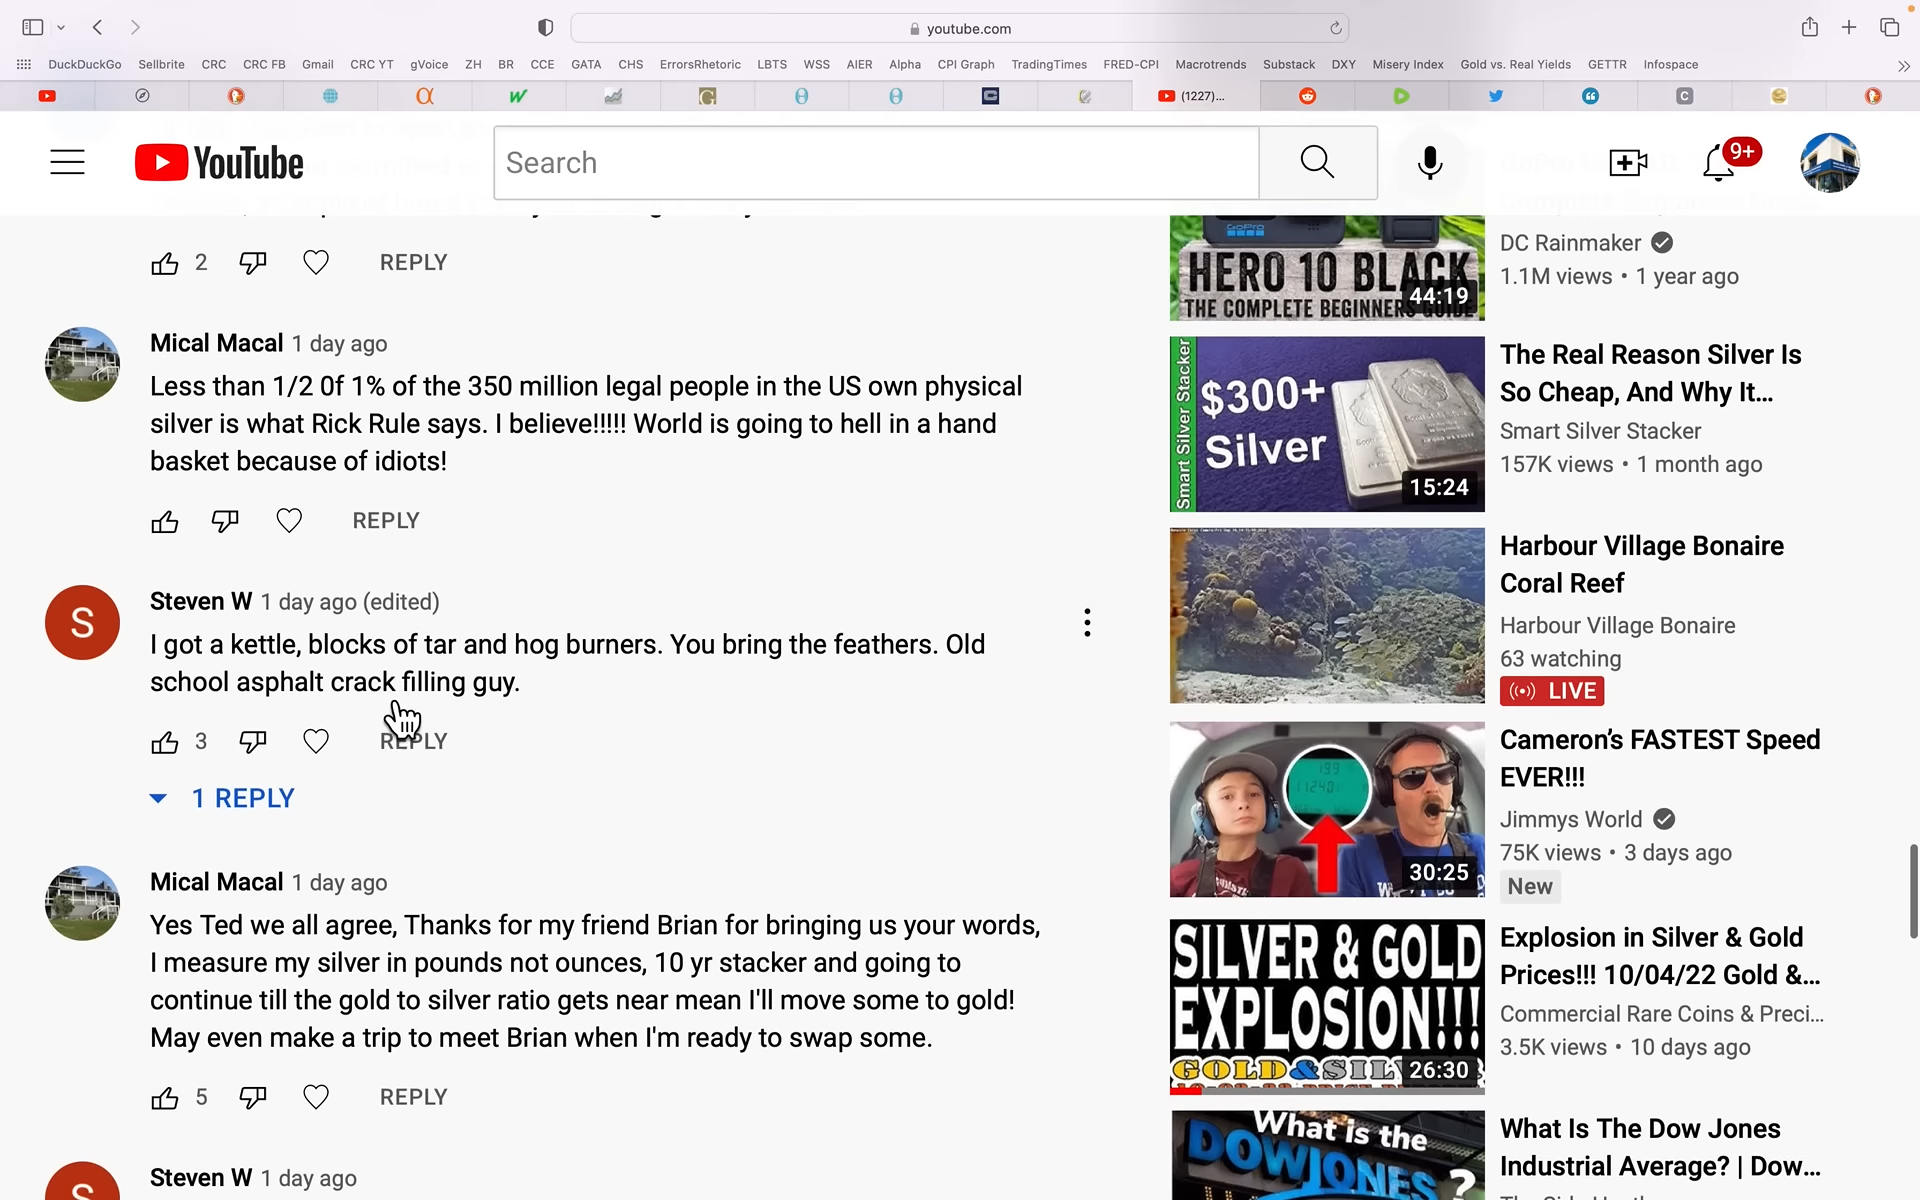 youtube.com
DuckDuckGo Sellbrite CRC CRC FB Gmail CRC YT gVoice ZH BR CCE GATA CHS ErrorsRhetoric LBTS WSS AIER Alpha CPI Graph TradingTimes FRED-CPI Macrotrends Substack DXY Misery Index Gold vs. Real Yields GETTR Infospace
(1227)...
YouTube
Search
9+
2
REPLY
Mical Macal 1 day ago
Less than 1/2 0f 1% of the 350 million legal people in the US own physical
silver is what Rick Rule says. I believe!!!!! World is going to hell in a hand
basket because of idiots!
REPLY
S
Steven W 1 day ago (edited)
I got a kettle, blocks of tar and hog burners. You bring the feathers. Old
school asphalt crack filling guy.
3
REPLY
1 REPLY
Mical Macal 1 day ago
Yes Ted we all agree, Thanks for my friend Brian for bringing us your words,
I measure my silver in pounds not ounces, 10 yr stacker and going to
continue till the gold to silver ratio gets near mean I'll move some to gold!
May even make a trip to meet Brian when I'm ready to swap some.
5
REPLY
S
Steven W 1 day ago
GoPro
HERO 10 BLACK
THE COMPLETE BEGINNERS GUIDE
44:19
DC Rainmaker
1.1M views • 1 year ago
Smart Silver Stacker
$300+
Silver
15:24
The Real Reason Silver Is
So Cheap, And Why It...
Smart Silver Stacker
157K views • 1 month ago
Harbour Village Bonaire
Coral Reef
Harbour Village Bonaire
63 watching
LIVE
199
30:25
Cameron's FASTEST Speed
EVER!!!
Jimmys World
75K views • 3 days ago
New
SILVER & GOLD
EXPLOSION!!!!
GOLD&SIL
26:30
Explosion in Silver & Gold
Prices!!! 10/04/22 Gold &...
Commercial Rare Coins & Preci...
3.5K views • 10 days ago
What is the
DOW JONES
?
What Is The Dow Jones
Industrial Average? | Dow...